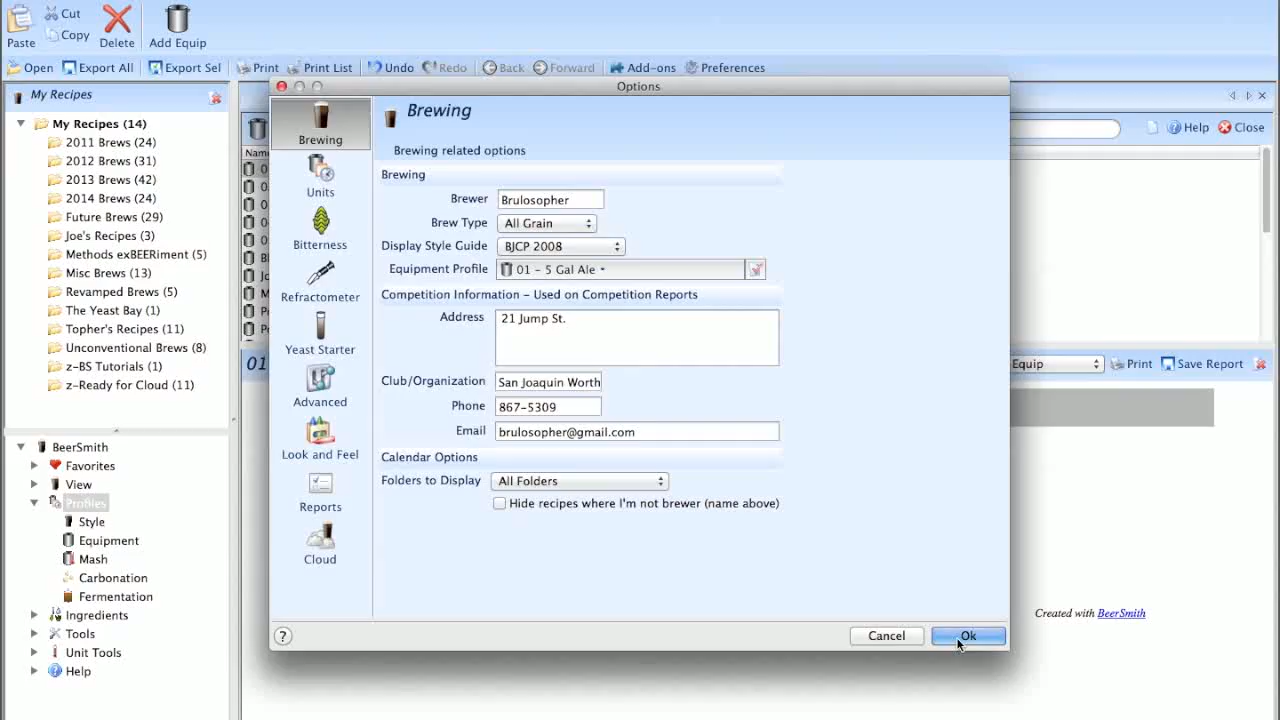 Paste
Cut
Copy
Delete
Add Equip
Open
Export All
Export Sel
Print
Print List
Undo
Redo
Back
Forward
Add-ons
Preferences
My Recipes
My Recipes (14)
2011 Brews (24)
2012 Brews (31)
2013 Brews (42)
2014 Brews (24)
Future Brews (29)
Joe's Recipes (3)
Methods exBEERiment (5)
Misc Brews (13)
Revamped Brews (5)
The Yeast Bay (1)
Topher's Recipes (11)
Unconventional Brews (8)
z-BS Tutorials (1)
z-Ready for Cloud (11)
BeerSmith
Favorites
View
Profiles
Style
Equipment
Mash
Carbonation
Fermentation
Ingredients
Tools
Unit Tools
Help
Options
Brewing
Units
Bitterness
Refractometer
Yeast Starter
Advanced
Look and Feel
Reports
Cloud
Brewing
Brewing related options
Brewing
Brewer Brulosopher
Brew Type All Grain
Display Style Guide BJCP 2008
Equipment Profile 01 - 5 Gal Ale
Competition Information - Used on Competition Reports
Address 21 Jump St.
Club/Organization San Joaquin Worth
Phone 867-5309
Email brulosopher@gmail.com
Calendar Options
Folders to Display All Folders
Hide recipes where I'm not brewer (name above)
? Cancel Ok
Help
Close
01
Equip
Print
Save Report
Created with BeerSmith